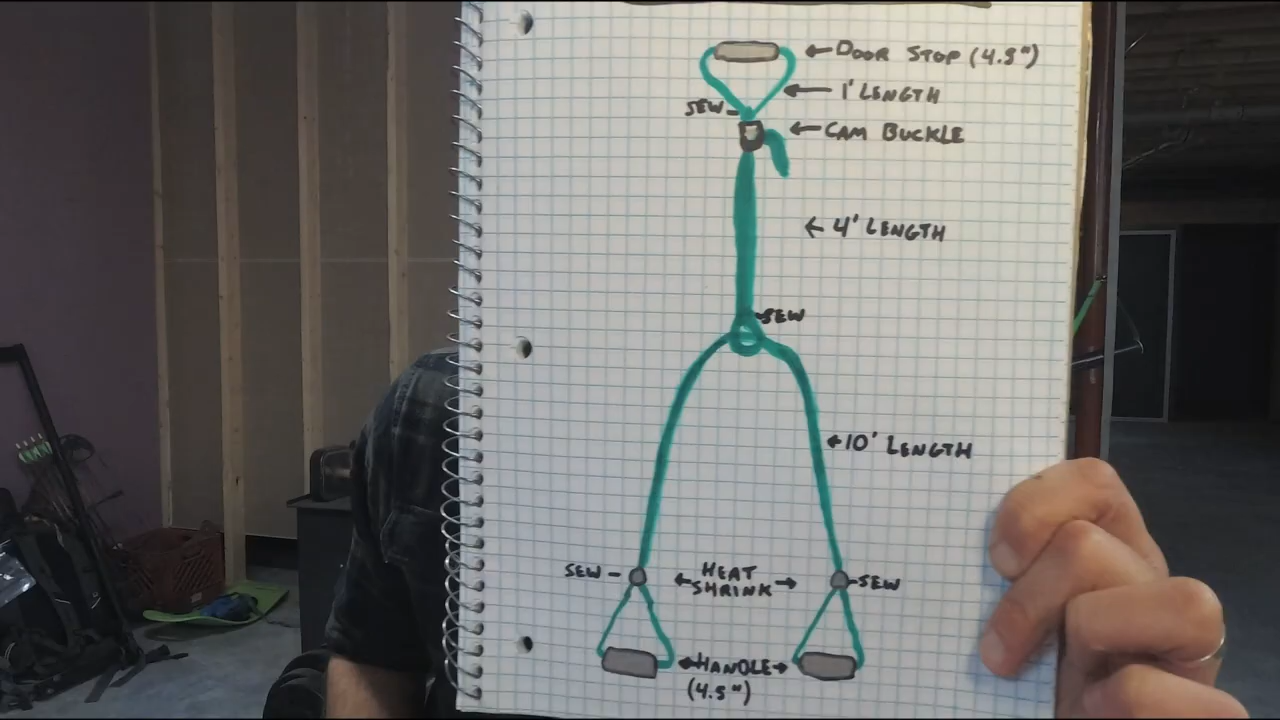 DOOR STOP (4.5")
1' LENGTH
SEW
CAM BUCKLE
4' LENGTH
SEW
10' LENGTH
SEW
HEAT
SHRINK
SEW
HANDLE
(4.5")